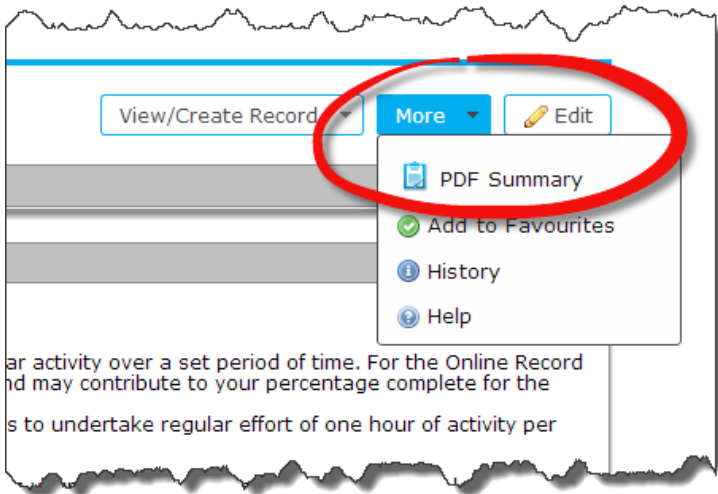 View/Create Record
More
Edit
PDF Summary
Add to Favourites
History
Help
ar activity over a set period of time. For the Online Record
nd may contribute to your percentage complete for the
s to undertake regular effort of one hour of activity per